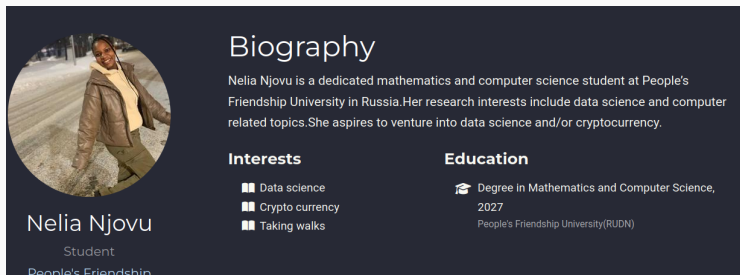 Biography
Nelia Njovu is a dedicated mathematics and computer science student at People's
Friendship University in Russia.Her research interests include data science and computer
related topics.She aspires to venture into data science and/or cryptocurrency.
Interests
Data science
Crypto currency
Taking walks
Education
Degree in Mathematics and Computer Science,
2027
People's Friendship University(RUDN)
Nelia Njovu
Student
People's Friendship